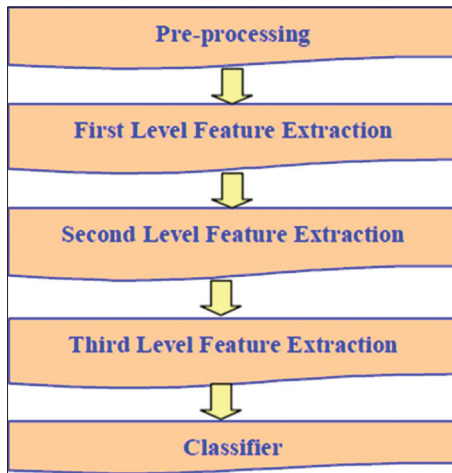 Pre-processing
First Level Feature Extraction
Second Level Feature Extraction
Third Level Feature Extraction
Classifier